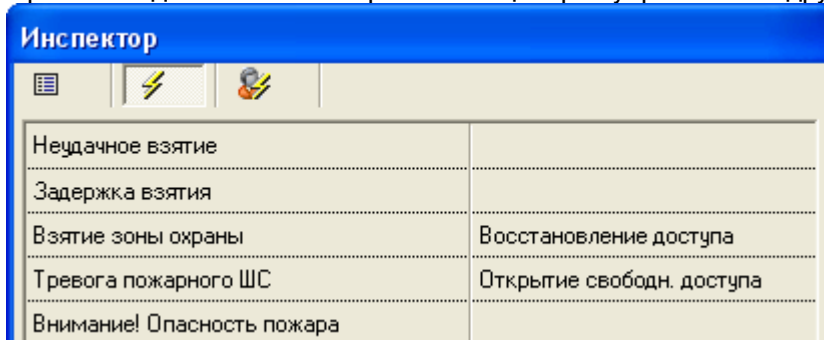 Инспектор
Неудачное взятие
Задержка взятия
Взятие зоны охраны Восстановление доступа
Тревога пожарного ШС Открытие свободн. доступа
Внимание! Опасность пожара